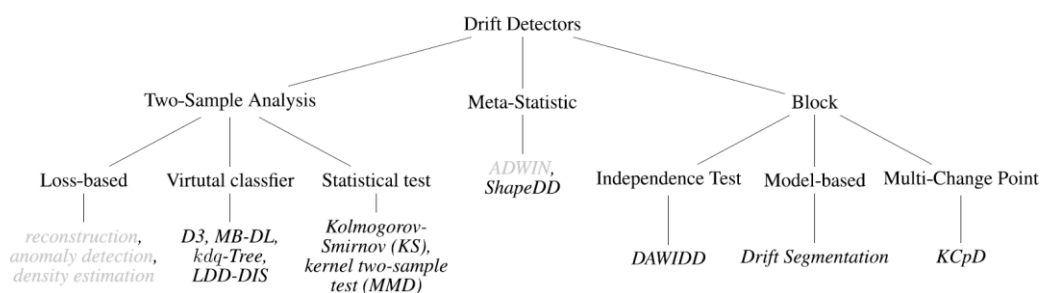 Drift Detectors
Two-Sample Analysis
Meta-Statistic
Block
Loss-based
Virtutal classfier
Statistical test
ADWIN,
ShapeDD
Independence Test
Model-based
Multi-Change Point
reconstruction,
anomaly detection,
density estimation
D3, MB-DL,
kdq-Tree,
LDD-DIS
Kolmogorov-
Smirnov (KS),
kernel two-sample
test (MMD)
DAWIDD
Drift Segmentation
KCpD